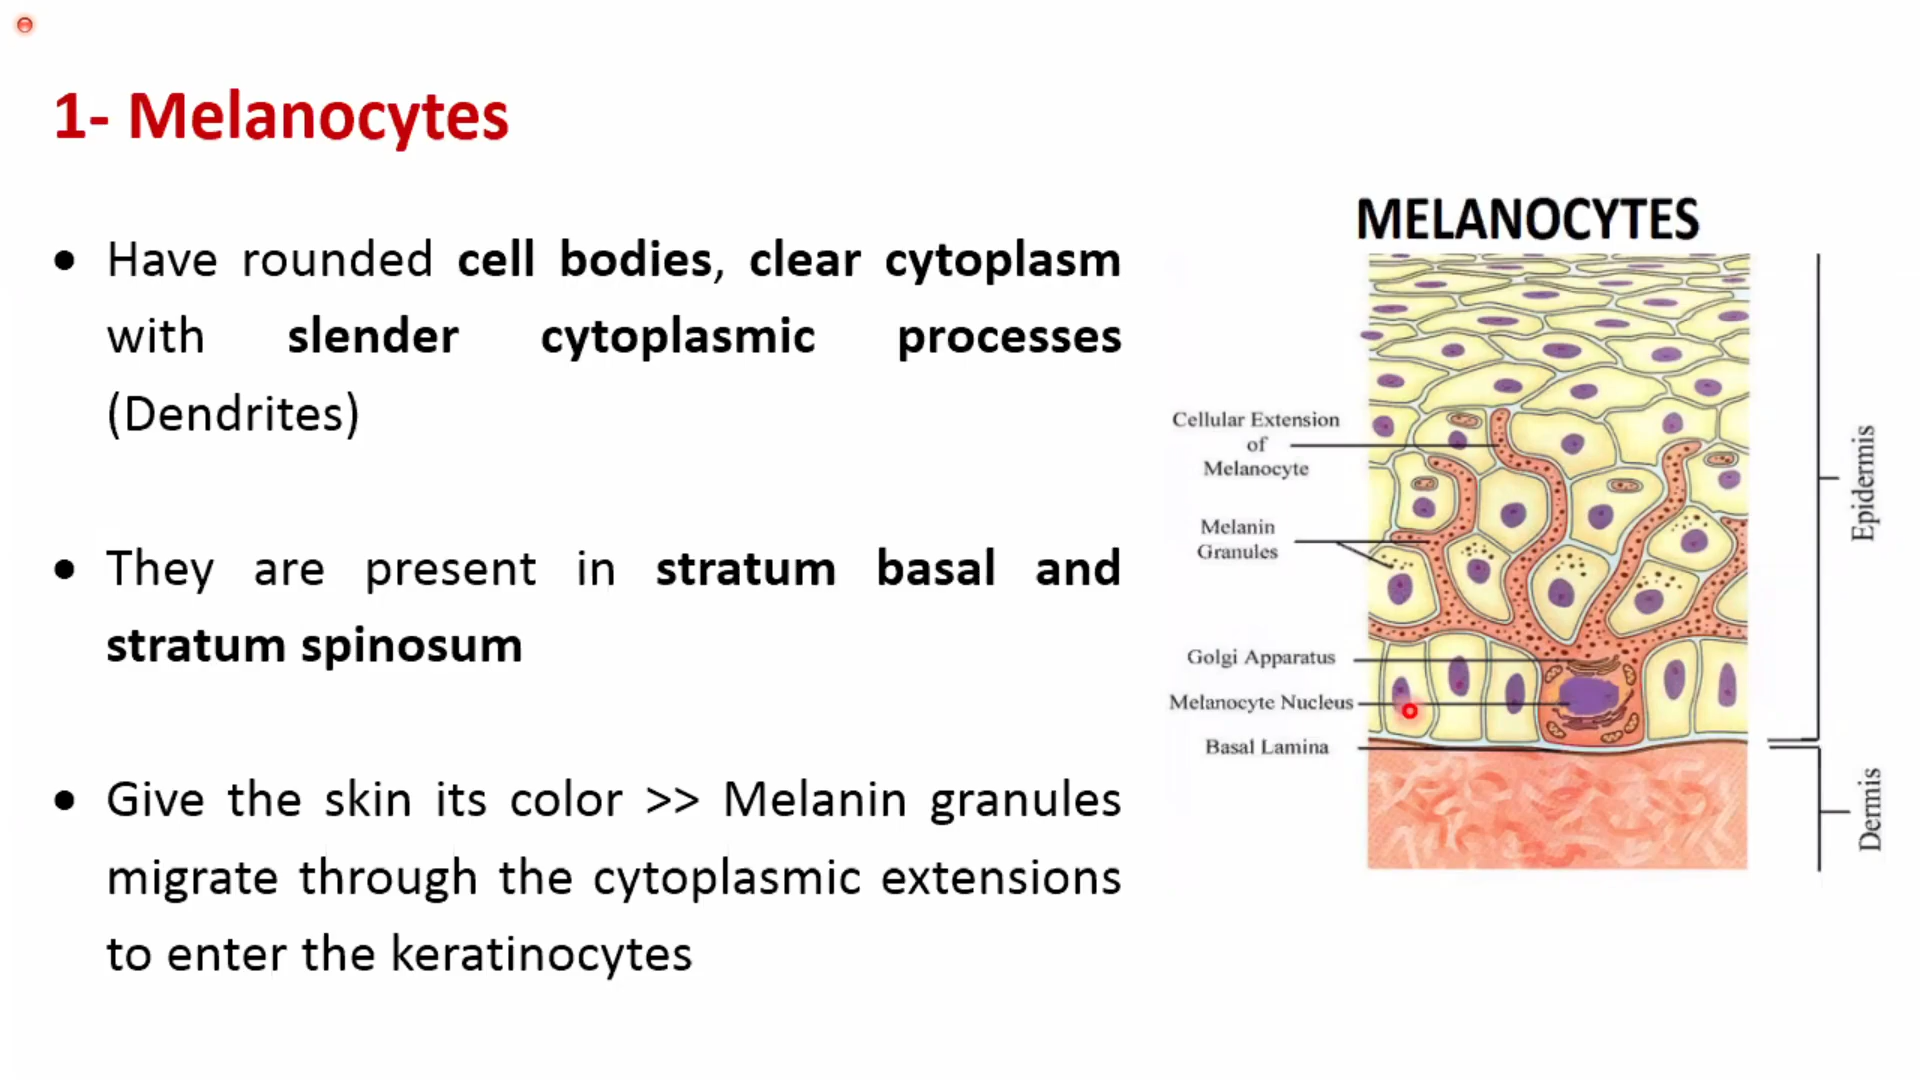 1- Melanocytes
• Have rounded cell bodies, clear cytoplasm
with slender cytoplasmic processes
(Dendrites)
• They are present in stratum basal and
stratum spinosum
• Give the skin its color >> Melanin granules
migrate through the cytoplasmic extensions
to enter the keratinocytes
MELANOCYTES
Cellular Extension
of
Melanocyte
Melanin
Granules
Golgi Apparatus
Melanocyte Nucleus
Basal Lamina
Epidermis
Dermis